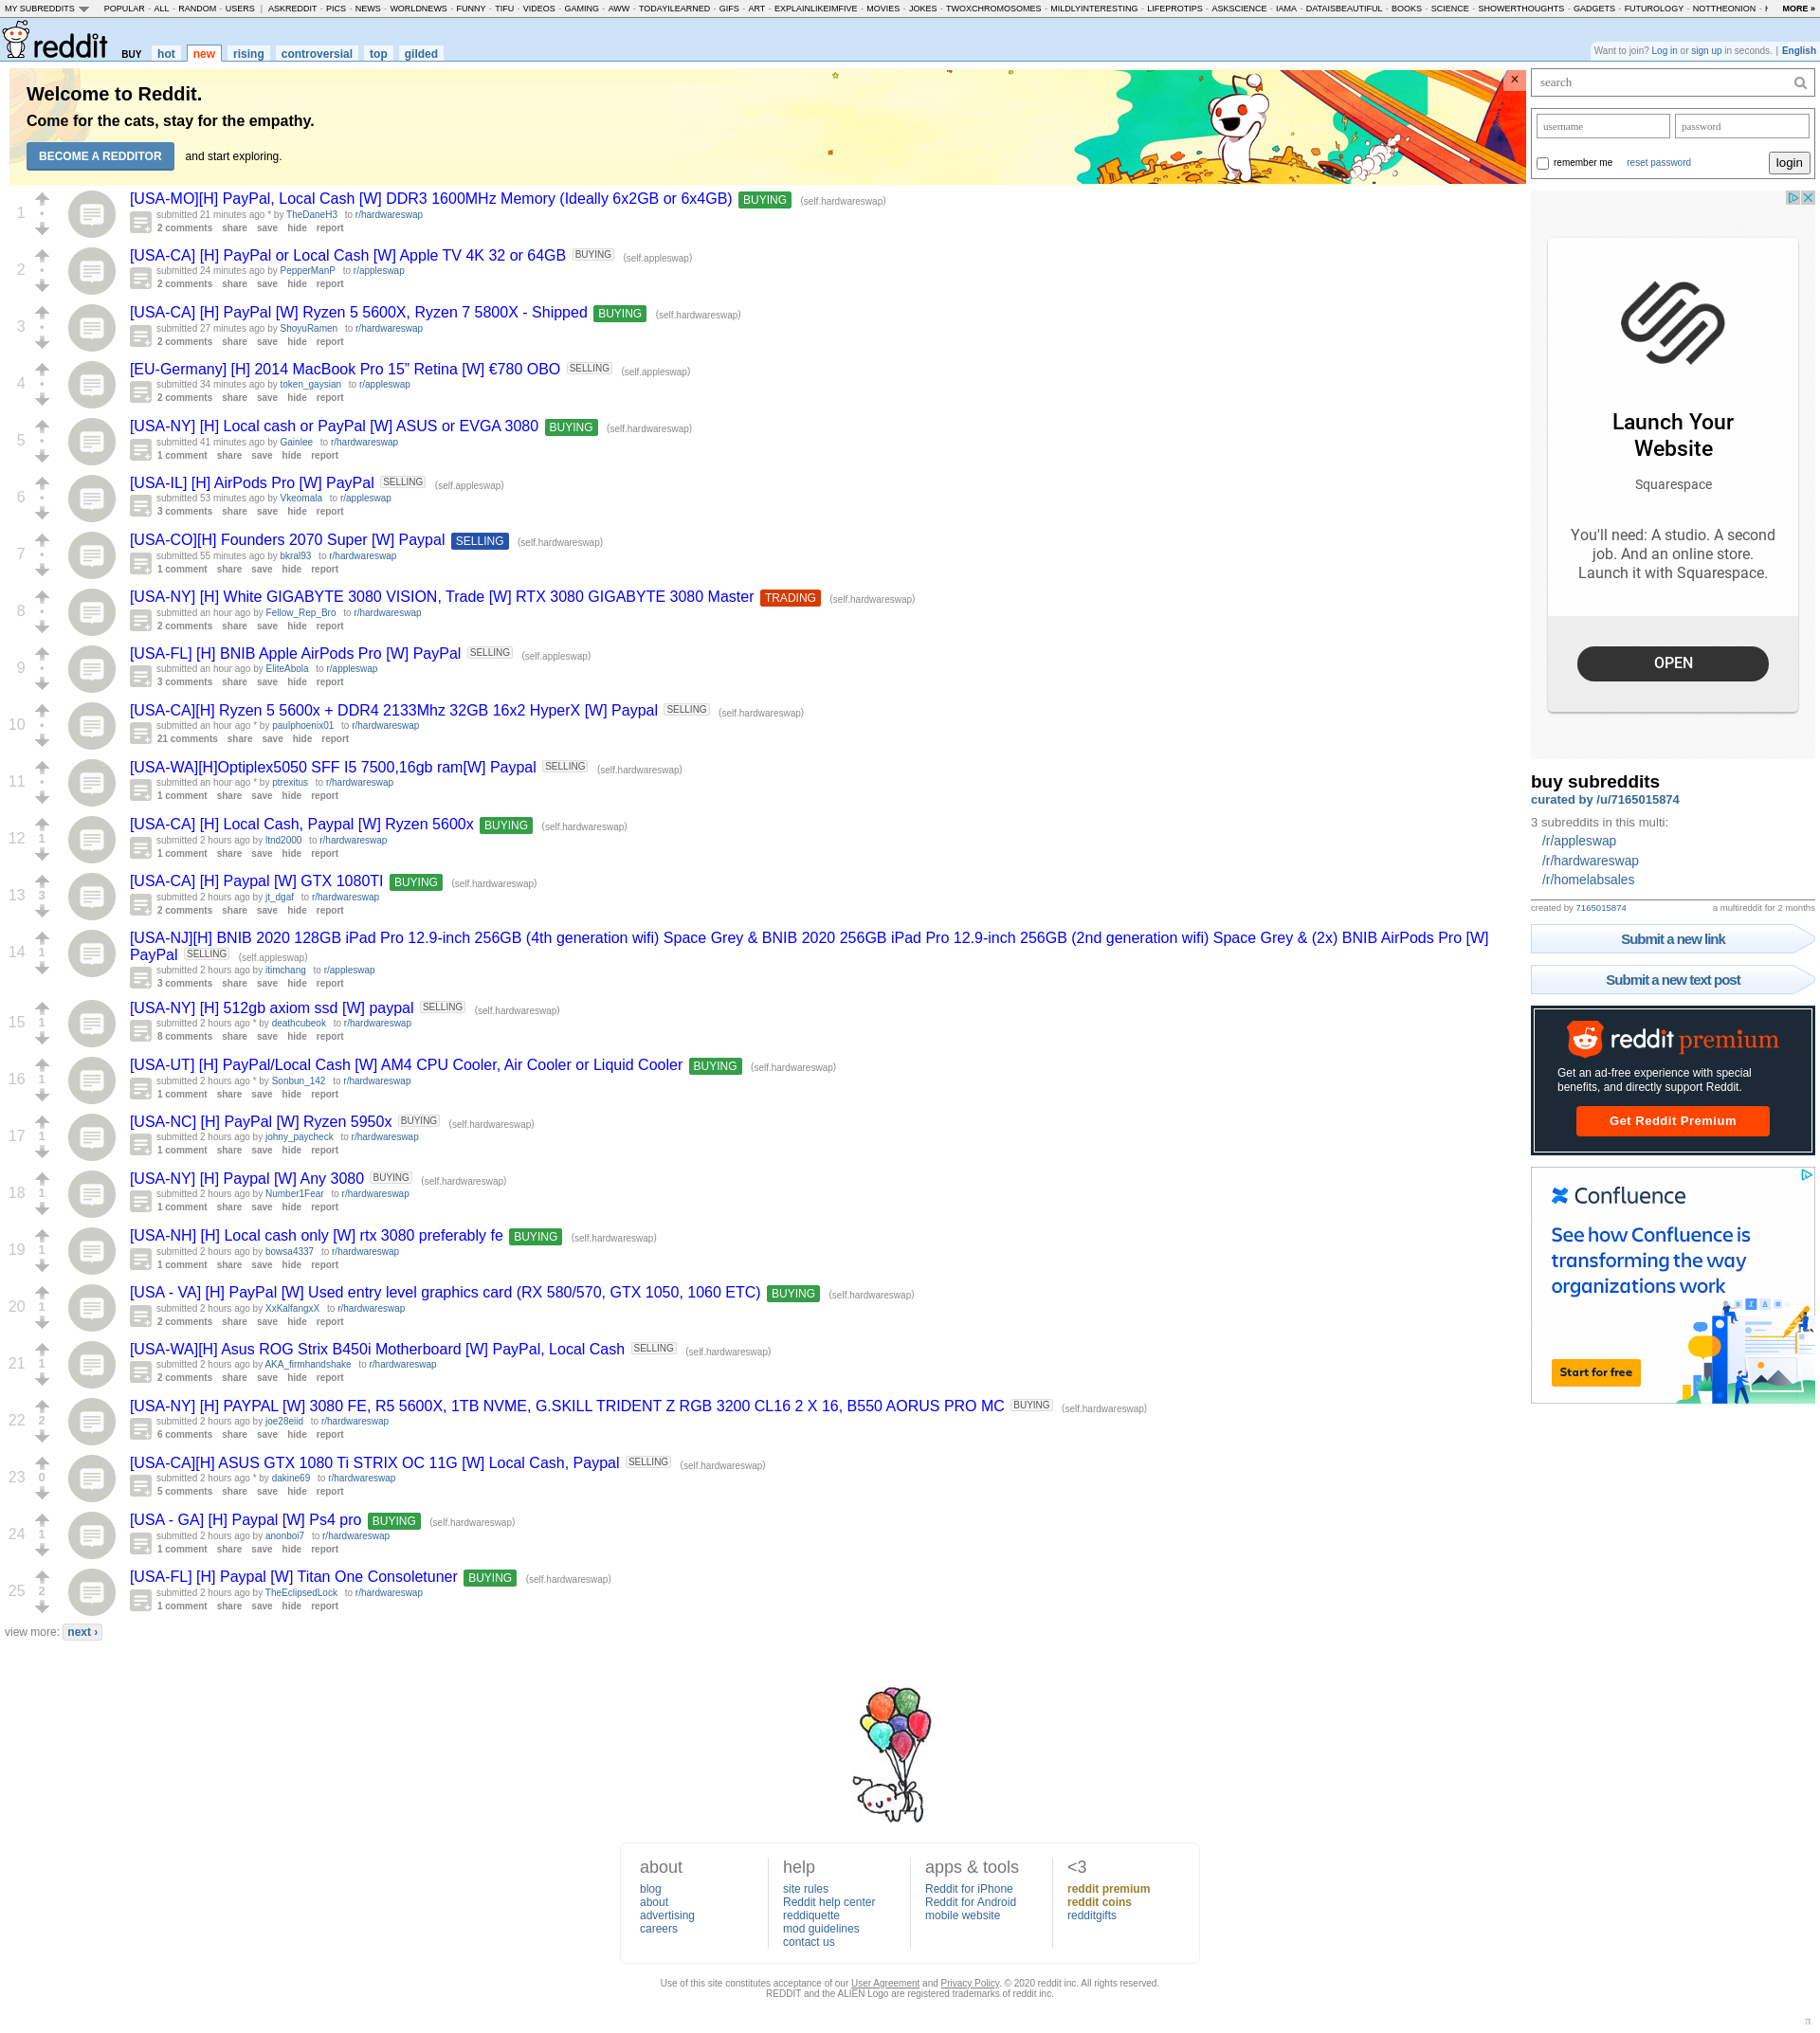 MY SUBREDDITS POPULAR - ALL - RANDOM - USERS | ASKREDDIT - PICS - NEWS - WORLDNEWS - FUNNY - TIFU - VIDEOS - GAMING - AWW - TODAYILEARNED - GIFS - ART - EXPLAINLIKEIMFIVE - MOVIES - JOKES - TWOXCHROMOSOMES - MILDLYINTERESTING - LIFEPROTIPS - ASKSCIENCE - IAMA - DATAISBEAUTIFUL - BOOKS - SCIENCE - SHOWERTHOUGHTS - GADGETS - FUTUROLOGY - NOTTHEONION - MORE »
reddit BUY hot new rising controversial top gilded
Want to join? Log in or sign up in seconds. | English
Welcome to Reddit.
Come for the cats, stay for the empathy.
BECOME A REDDITOR and start exploring.
×
1
[USA-MO][H] PayPal, Local Cash [W] DDR3 1600MHz Memory (Ideally 6x2GB or 6x4GB) BUYING (self.hardwareswap)
submitted 21 minutes ago * by TheDaneH3 to r/hardwareswap
2 comments share save hide report
2
[USA-CA] [H] PayPal or Local Cash [W] Apple TV 4K 32 or 64GB BUYING (self.appleswap)
submitted 24 minutes ago by PepperManP to r/appleswap
2 comments share save hide report
3
[USA-CA] [H] PayPal [W] Ryzen 5 5600X, Ryzen 7 5800X - Shipped BUYING (self.hardwareswap)
submitted 27 minutes ago by ShoyuRamen to r/hardwareswap
2 comments share save hide report
4
[EU-Germany] [H] 2014 MacBook Pro 15” Retina [W] €780 OBO SELLING (self.appleswap)
submitted 34 minutes ago by token_gaysian to r/appleswap
2 comments share save hide report
5
[USA-NY] [H] Local cash or PayPal [W] ASUS or EVGA 3080 BUYING (self.hardwareswap)
submitted 41 minutes ago by Gainlee to r/hardwareswap
1 comment share save hide report
6
[USA-IL] [H] AirPods Pro [W] PayPal SELLING (self.appleswap)
submitted 53 minutes ago by Vkeomala to r/appleswap
3 comments share save hide report
7
[USA-CO][H] Founders 2070 Super [W] Paypal SELLING (self.hardwareswap)
submitted 55 minutes ago by bkral93 to r/hardwareswap
1 comment share save hide report
8
[USA-NY] [H] White GIGABYTE 3080 VISION, Trade [W] RTX 3080 GIGABYTE 3080 Master TRADING (self.hardwareswap)
submitted an hour ago by Fellow_Rep_Bro to r/hardwareswap
2 comments share save hide report
9
[USA-FL] [H] BNIB Apple AirPods Pro [W] PayPal SELLING (self.appleswap)
submitted an hour ago by EliteAbola to r/appleswap
3 comments share save hide report
10
[USA-CA][H] Ryzen 5 5600x + DDR4 2133Mhz 32GB 16x2 HyperX [W] Paypal SELLING (self.hardwareswap)
submitted an hour ago * by paulphoenix01 to r/hardwareswap
21 comments share save hide report
11
[USA-WA][H]Optiplex5050 SFF I5 7500,16gb ram[W] Paypal SELLING (self.hardwareswap)
submitted an hour ago * by ptrexitus to r/hardwareswap
1 comment share save hide report
12 1
[USA-CA] [H] Local Cash, Paypal [W] Ryzen 5600x BUYING (self.hardwareswap)
submitted 2 hours ago by ltnd2000 to r/hardwareswap
1 comment share save hide report
13 3
[USA-CA] [H] Paypal [W] GTX 1080TI BUYING (self.hardwareswap)
submitted 2 hours ago by jt_dgaf to r/hardwareswap
2 comments share save hide report
14 1
[USA-NJ][H] BNIB 2020 128GB iPad Pro 12.9-inch 256GB (4th generation wifi) Space Grey & BNIB 2020 256GB iPad Pro 12.9-inch 256GB (2nd generation wifi) Space Grey & (2x) BNIB AirPods Pro [W]
PayPal SELLING (self.appleswap)
submitted 2 hours ago by itimchang to r/appleswap
3 comments share save hide report
15 1
[USA-NY] [H] 512gb axiom ssd [W] paypal SELLING (self.hardwareswap)
submitted 2 hours ago * by deathcubeok to r/hardwareswap
8 comments share save hide report
16 1
[USA-UT] [H] PayPal/Local Cash [W] AM4 CPU Cooler, Air Cooler or Liquid Cooler BUYING (self.hardwareswap)
submitted 2 hours ago * by Sonbun_142 to r/hardwareswap
1 comment share save hide report
17 1
[USA-NC] [H] PayPal [W] Ryzen 5950x BUYING (self.hardwareswap)
submitted 2 hours ago by johny_paycheck to r/hardwareswap
1 comment share save hide report
18 1
[USA-NY] [H] Paypal [W] Any 3080 BUYING (self.hardwareswap)
submitted 2 hours ago by Number1Fear to r/hardwareswap
1 comment share save hide report
19 1
[USA-NH] [H] Local cash only [W] rtx 3080 preferably fe BUYING (self.hardwareswap)
submitted 2 hours ago by bowsa4337 to r/hardwareswap
1 comment share save hide report
20 1
[USA - VA] [H] PayPal [W] Used entry level graphics card (RX 580/570, GTX 1050, 1060 ETC) BUYING (self.hardwareswap)
submitted 2 hours ago by XxKalfangxX to r/hardwareswap
2 comments share save hide report
21 1
[USA-WA][H] Asus ROG Strix B450i Motherboard [W] PayPal, Local Cash SELLING (self.hardwareswap)
submitted 2 hours ago by AKA_firmhandshake to r/hardwareswap
2 comments share save hide report
22 2
[USA-NY] [H] PAYPAL [W] 3080 FE, R5 5600X, 1TB NVME, G.SKILL TRIDENT Z RGB 3200 CL16 2 X 16, B550 AORUS PRO MC BUYING (self.hardwareswap)
submitted 2 hours ago by joe28eiid to r/hardwareswap
6 comments share save hide report
23 0
[USA-CA][H] ASUS GTX 1080 Ti STRIX OC 11G [W] Local Cash, Paypal SELLING (self.hardwareswap)
submitted 2 hours ago * by dakine69 to r/hardwareswap
5 comments share save hide report
24 1
[USA - GA] [H] Paypal [W] Ps4 pro BUYING (self.hardwareswap)
submitted 2 hours ago by anonboi7 to r/hardwareswap
1 comment share save hide report
25 2
[USA-FL] [H] Paypal [W] Titan One Consoletuner BUYING (self.hardwareswap)
submitted 2 hours ago by TheEclipsedLock to r/hardwareswap
1 comment share save hide report
view more: next ›
search
username password
remember me reset password login
Launch Your
Website
Squarespace
You'll need: A studio. A second
job. And an online store.
Launch it with Squarespace.
OPEN
buy subreddits
curated by /u/7165015874
3 subreddits in this multi:
/r/appleswap
/r/hardwareswap
/r/homelabsales
created by 7165015874 a multireddit for 2 months
Submit a new link
Submit a new text post
reddit premium
Get an ad-free experience with special
benefits, and directly support Reddit.
Get Reddit Premium
Confluence
See how Confluence is
transforming the way
organizations work
Start for free
about
blog
about
advertising
careers
help
site rules
Reddit help center
reddiquette
mod guidelines
contact us
apps & tools
Reddit for iPhone
Reddit for Android
mobile website
<3
reddit premium
reddit coins
redditgifts
Use of this site constitutes acceptance of our User Agreement and Privacy Policy. © 2020 reddit inc. All rights reserved.
REDDIT and the ALIEN Logo are registered trademarks of reddit inc.
π